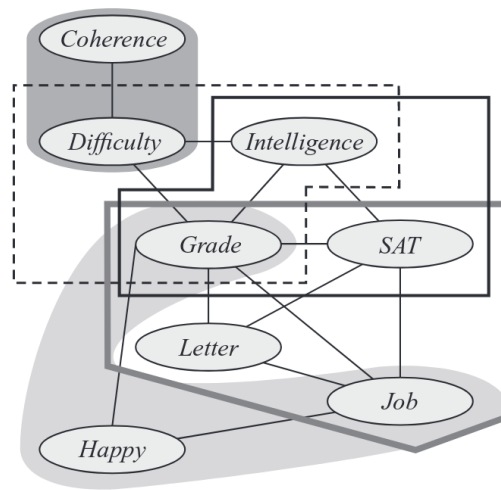 Coherence
Difficulty
Intelligence
Grade
SAT
Letter
Job
Happy